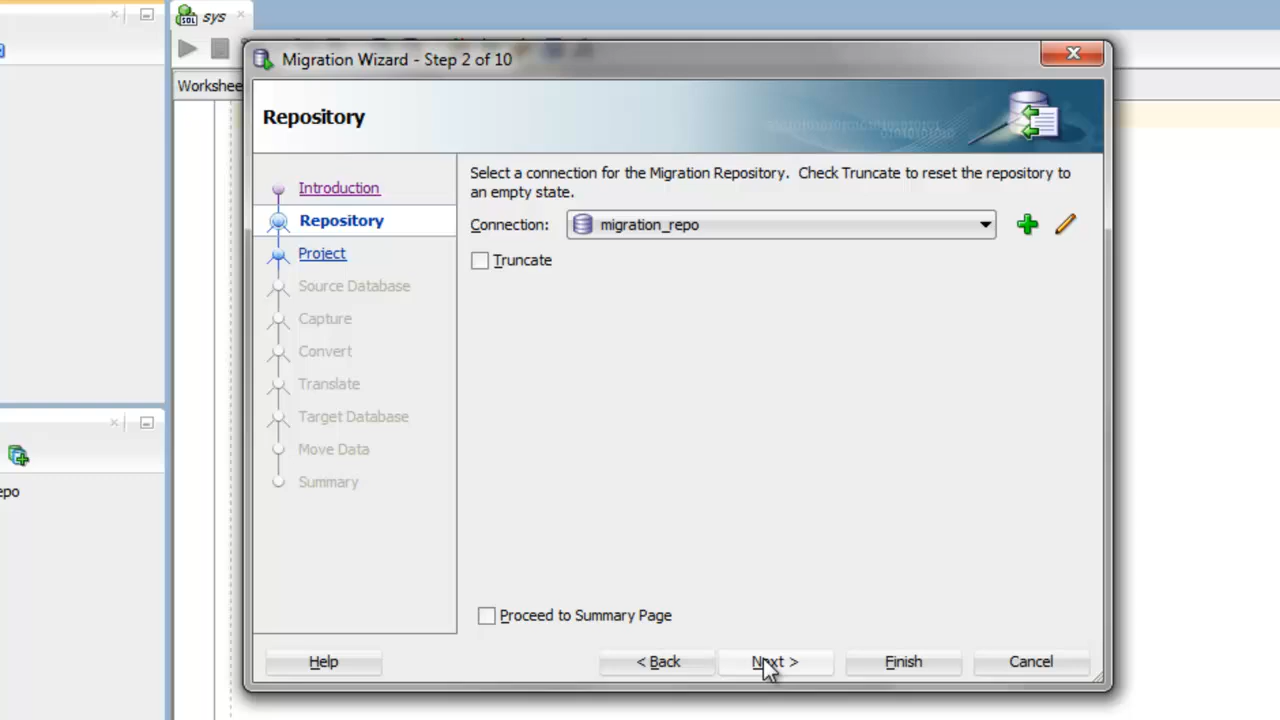 sys
Migration Wizard - Step 2 of 10
Workshee
Repository
Select a connection for the Migration Repository. Check Truncate to reset the repository to
an empty state.
Introduction
Repository
Connection:
migration_repo
Project
Truncate
Source Database
Capture
Convert
Translate
Target Database
Move Data
Summary
epo
Proceed to Summary Page
Help
< Back
Next >
Finish
Cancel